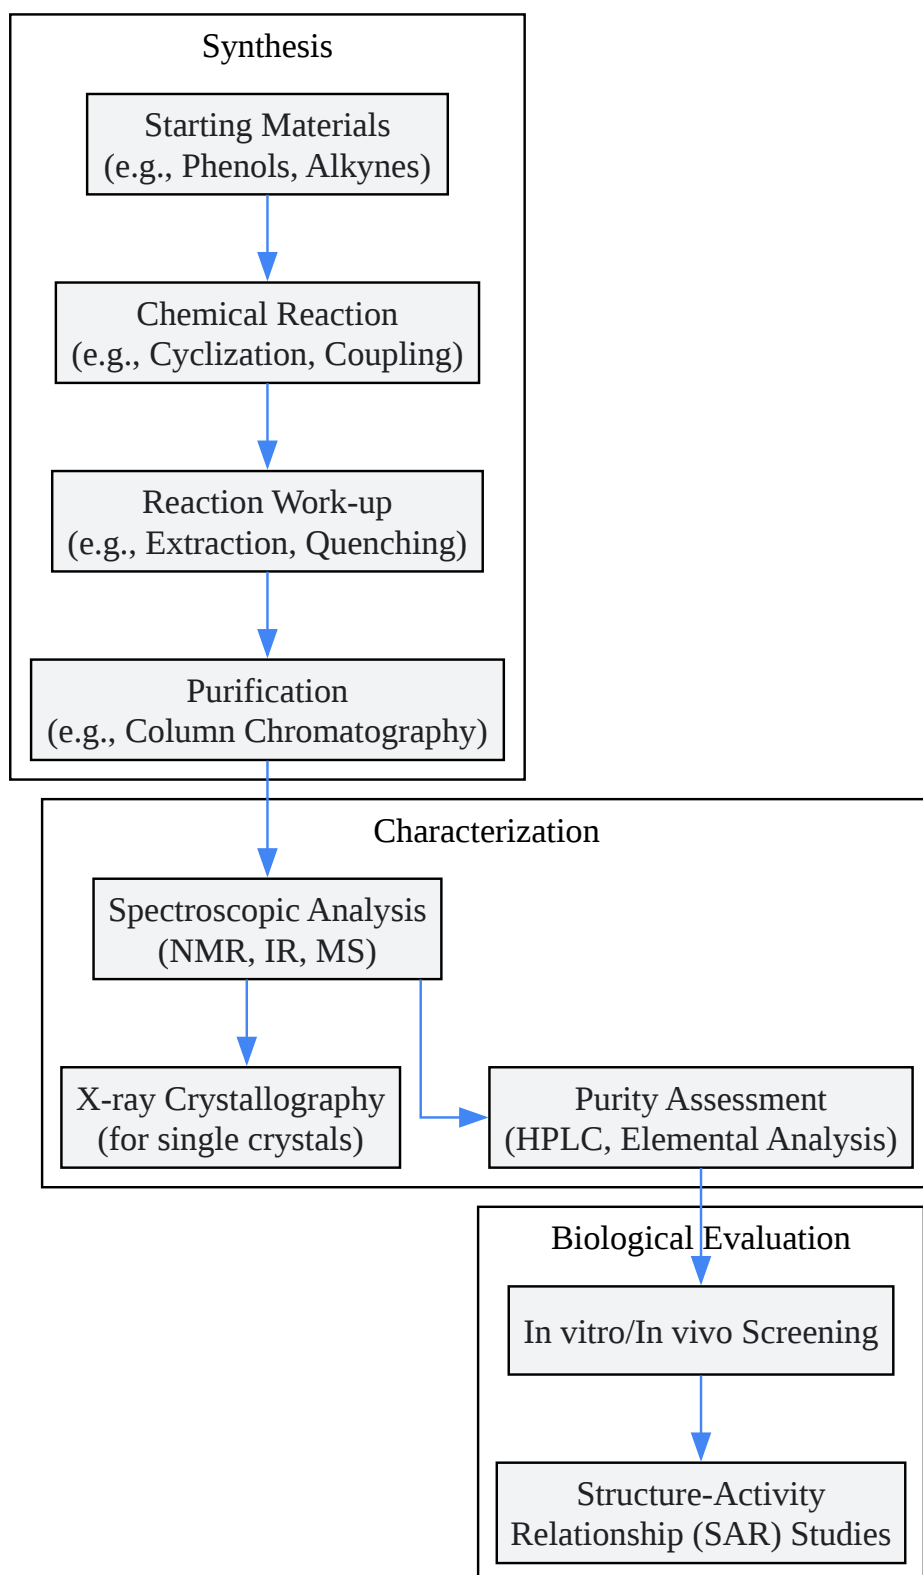 Synthesis
Starting Materials
(e.g., Phenols, Alkynes)
Chemical Reaction
(e.g., Cyclization, Coupling)
Reaction Work-up
(e.g., Extraction, Quenching)
Purification
(e.g., Column Chromatography)
Characterization
Spectroscopic Analysis
(NMR, IR, MS)
X-ray Crystallography
(for single crystals)
Purity Assessment
(HPLC, Elemental Analysis)
Biological Evaluation
In vitro/In vivo Screening
Structure-Activity
Relationship (SAR) Studies